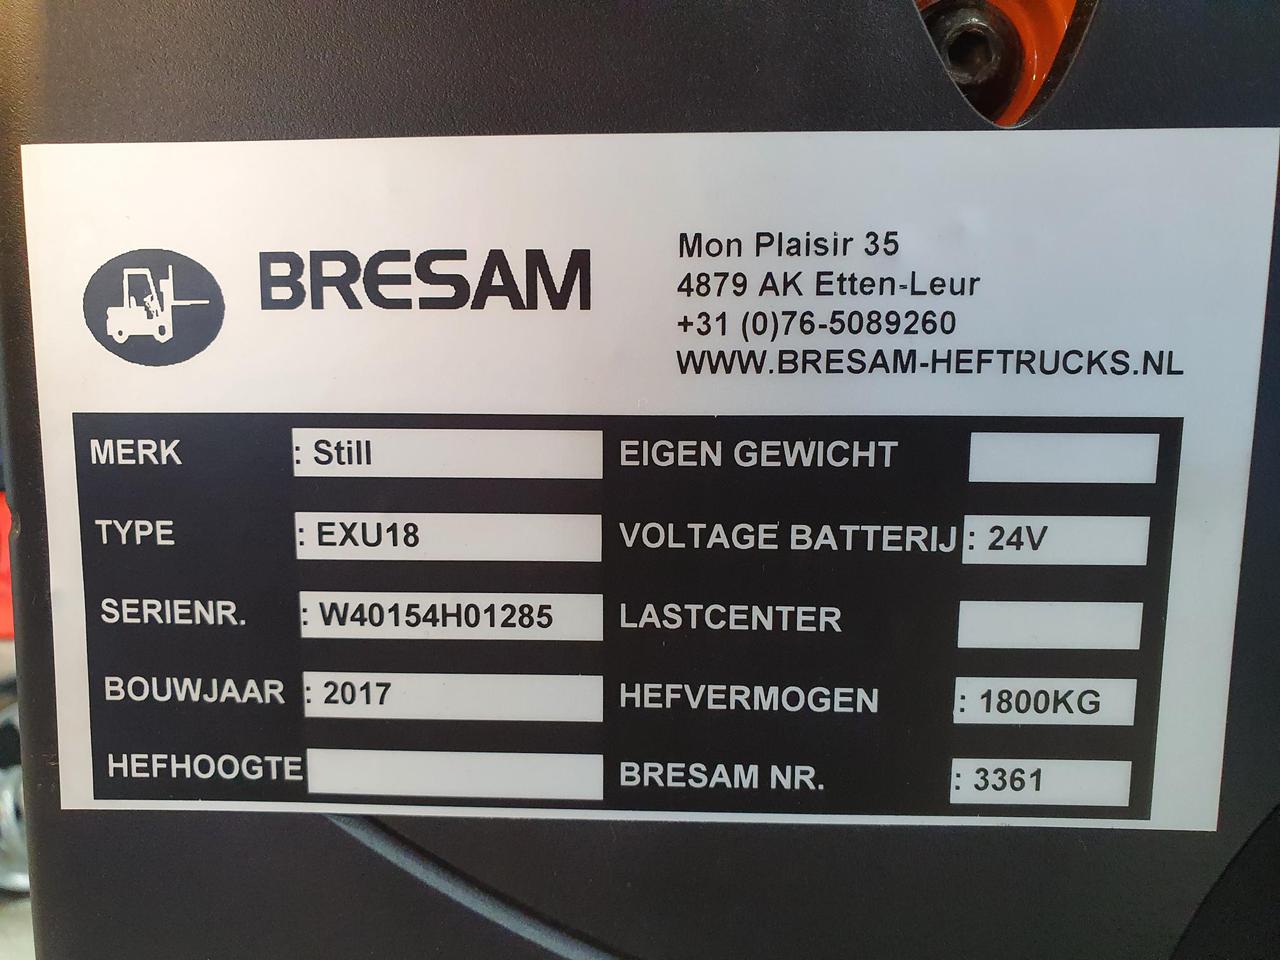 BRESAM
Mon Plaisir 35
4879 AK Etten-Leur
+31 (0)76-5089260
WWW.BRESAM-HEFTRUCKS.NL
MERK : Still EIGEN GEWICHT
TYPE : EXU18 VOLTAGE BATTERIJ : 24V
SERIENR. : W40154H01285 LASTCENTER
BOUWJAAR : 2017 HEFVERMOGEN : 1800KG
HEFHOOGTE BRESAM NR. : 3361